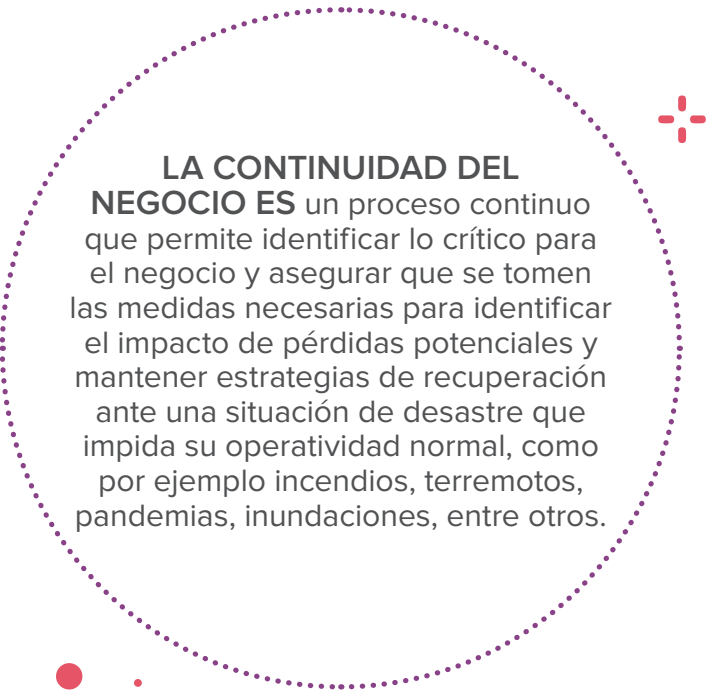 LA CONTINUIDAD DEL
NEGOCIO ES un proceso continuo
que permite identificar lo crítico para
el negocio y asegurar que se tomen
las medidas necesarias para identificar
el impacto de pérdidas potenciales y
mantener estrategias de recuperación
ante una situación de desastre que
impida su operatividad normal, como
por ejemplo incendios, terremotos,
pandemias, inundaciones, entre otros.